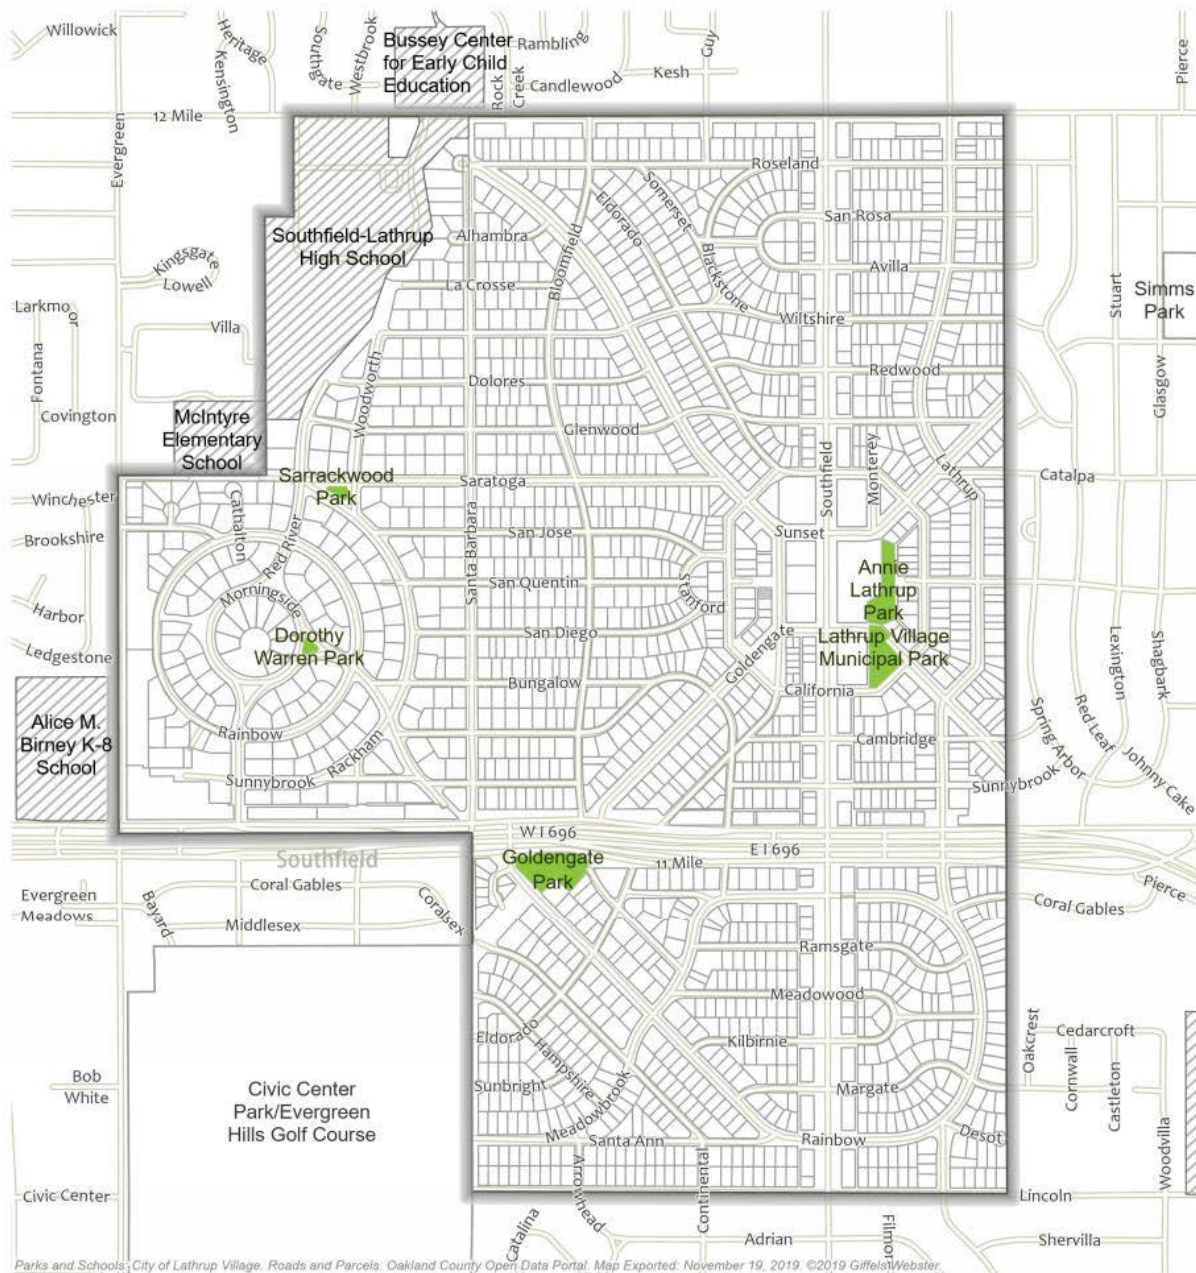 Willowick
Heritage
Kensington
Southgate
Westbrook
Bussey Center
for Early Child
Education
Rock
Creek
Rambling
Candlewood
Kesh
Guy
Pierce
12 Mile
Evergreen
Roseland
Somerset
Eldorado
San Rosa
Southfield-Lathrup
High School
Alhambra
Bloomfield
Blackstone
Avilla
Kingsgate
Lowell
La Crosse
Stuart
Simms
Park
Larkmoor
Villa
Wiltshire
Fontana
Woodworth
Dolores
Redwood
Glasgow
Covington
McIntyre
Elementary
School
Glenwood
Southfield
Monterey
Lathrup
Sarrackwood
Park
Saratoga
Catalpa
Winchester
Cathalton
Brookshire
Red River
Santa Barbara
San Jose
Sunset
Morningside
San Quentin
Stanford
Annie
Lathrup
Park
Harbor
Dorothy
Warren Park
San Diego
Goldengate
Lathrup Village
Municipal Park
Ledgestone
Lexington
Shagbark
Bungalow
California
Alice M.
Birney K-8
School
Rainbow
Rackham
Cambridge
Spring Arbor
Red Leaf
Johnny Cake
Sunnybrook
Sunnybrook
W I 696
E I 696
Southfield
Goldengate
Park
11 Mile
Evergreen
Meadows
Bayard
Coral Gables
Coralsex
Coral Gables
Pierce
Middlesex
Ramsgate
Meadowood
Eldorado
Hampshire
Kilbirnie
Oakcrest
Cedarcroft
Cornwall
Castleton
Bob
White
Civic Center
Park/Evergreen
Hills Golf Course
Sunbright
Meadowbrook
Margate
Santa Ann
Rainbow
Desot
Woodvilla
Arrowhead
Continental
Civic Center
Lincoln
Catalina
Adrian
Filmor
Shervilla
Parks and Schools: City of Lathrup Village. Roads and Parcels: Oakland County Open Data Portal. Map Exported: November 19, 2019. ©2019 Giffels Webster.